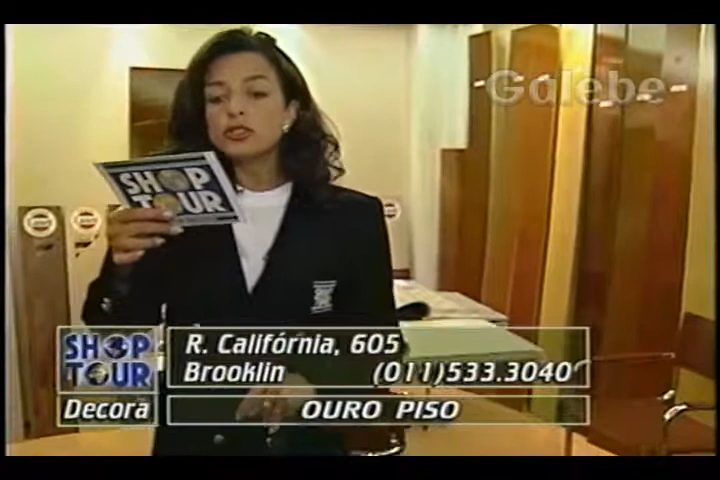 Galebe
SHOP
TOUR
SHOP
TOUR
Decora
R. Califórnia, 605
Brooklin (011)533.3040
OURO PISO